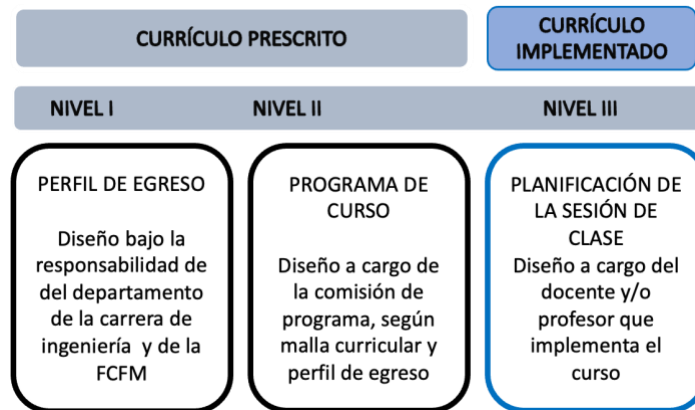 CURRÍCULO PRESCRITO
CURRÍCULO
IMPLEMENTADO
NIVEL I
NIVEL II
NIVEL III
PERFIL DE EGRESO
Diseño bajo la
responsabilidad de
del departamento
de la carrera de
ingeniería y de la
FCFM
PROGRAMA DE
CURSO
Diseño a cargo de
la comisión de
programa, según
malla curricular y
perfil de egreso
PLANIFICACIÓN DE
LA SESIÓN DE
CLASE
Diseño a cargo del
docente y/o
profesor que
implementa el
curso